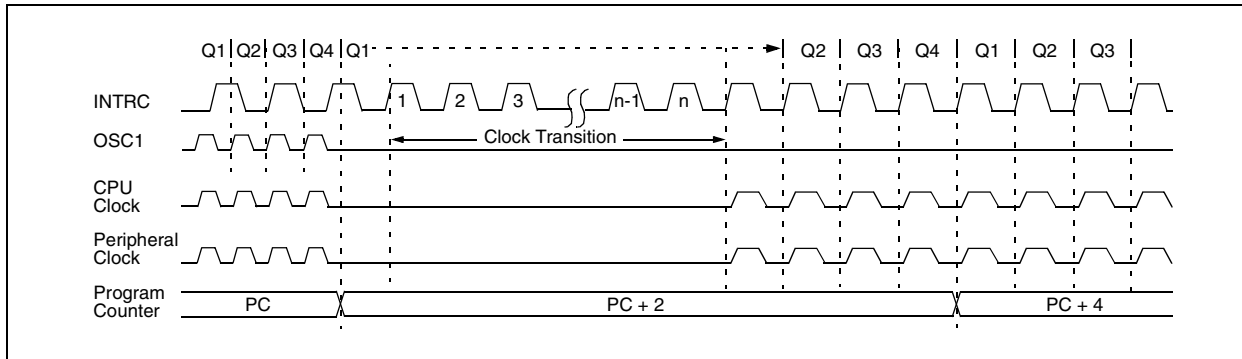 Q1 Q2 Q3 Q4 Q1 Q2 Q3 Q4 Q1 Q2 Q3
INTRC 1 2 3 n-1 n
OSC1 Clock Transition
CPU
Clock
Peripheral
Clock
Program
Counter
PC PC + 2 PC + 4